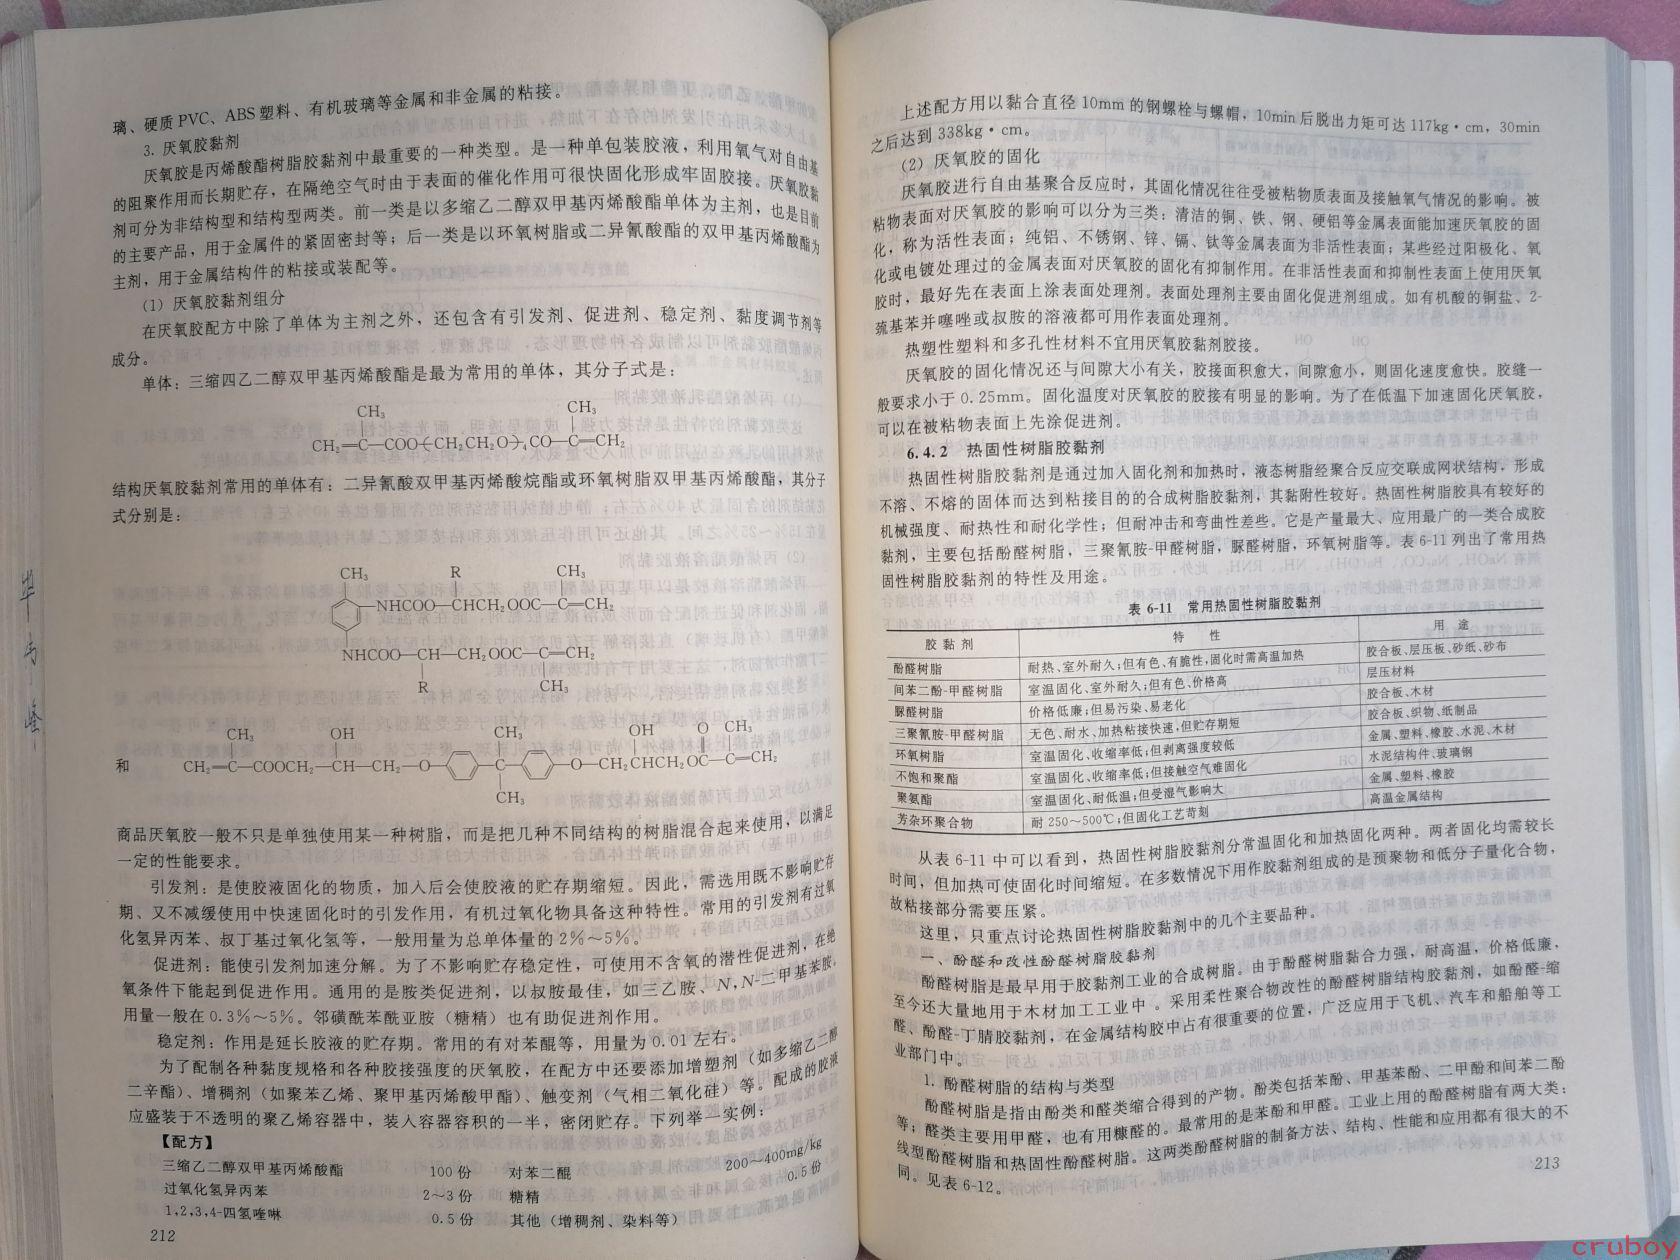 璃、硬质PVC、ABS塑料、有机玻璃等金属和非金属的粘接。
3. 厌氧胶黏剂
厌氧胶是丙烯酸酯树脂胶黏剂中最重要的一种类型。是一种单包装胶液，利用氧气对自由基
的阻聚作用而长期贮存，在隔绝空气时由于表面的催化作用可很快固化形成牢固胶接。厌氧胶黏
剂可分为非结构型和结构型两类。前一类是以多缩乙二醇双甲基丙烯酸酯单体为主剂，也是目前
的主要产品，用于金属件的紧固密封等；后一类是以环氧树脂或二异氰酸酯的双甲基丙烯酸酯为
主剂，用于金属结构件的粘接或装配等。
(1) 厌氧胶黏剂组分
在厌氧胶配方中除了单体为主剂之外，还包含有引发剂、促进剂、稳定剂、黏度调节剂等
成分。
单体：三缩四乙二醇双甲基丙烯酸酯是最为常用的单体，其分子式是：
CH₃ CH₃
CH₂=C—COO(CH₂CH₂O)₄CO—C=CH₂
结构厌氧胶黏剂常用的单体有：二异氰酸双甲基丙烯酸烷酯或环氧树脂双甲基丙烯酸酯，其分子
式分别是：
CH₃ R CH₃
NHCOO—CHCH₂OOC—C=CH₂
NHCOO—CH—CH₂OOC—C=CH₂
R CH₃
CH₃ OH CH₃ OH O CH₃
和 CH₂=C—COOCH₂—CH—CH₂—O— —C— —O—CH₂CHCH₂OC—C=CH₂
CH₃
商品厌氧胶一般不只是单独使用某一种树脂，而是把几种不同结构的树脂混合起来使用，以满足
一定的性能要求。
引发剂：是使胶液固化的物质，加入后会使胶液的贮存期缩短。因此，需选用既不影响贮存
期、又不减缓使用中快速固化时的引发作用，有机过氧化物具备这种特性。常用的引发剂有过氧
化氢异丙苯、叔丁基过氧化氢等，一般用量为总单体量的2%～5%。
促进剂：能使引发剂加速分解。为了不影响贮存稳定性，可使用不含氧的潜性促进剂，在绝
氧条件下能起到促进作用。通用的是胺类促进剂，以叔胺最佳，如三乙胺、N,N-二甲基苯胺，
用量一般在0.3%～5%。邻磺酰苯酰亚胺（糖精）也有助促进剂作用。
稳定剂：作用是延长胶液的贮存期。常用的有对苯醌等，用量为0.01左右。
为了配制各种黏度规格和各种胶接强度的厌氧胶，在配方中还要添加增塑剂（如多缩乙二醇
二辛酯）、增稠剂（如聚苯乙烯、聚甲基丙烯酸甲酯）、触变剂（气相二氧化硅）等。配成的胶液
应盛装于不透明的聚乙烯容器中，装入容器容积的一半，密闭贮存。下列举一实例：
【配方】
三缩乙二醇双甲基丙烯酸酯 100份 对苯二醌 200～400mg/kg
过氧化氢异丙苯 2～3份 糖精 0.5份
1,2,3,4-四氢喹啉 0.5份 其他（增稠剂、染料等）
212
上述配方用以黏合直径10mm的钢螺栓与螺帽，10min后脱出力矩可达117kg·cm，30min
之后达到338kg·cm。
(2) 厌氧胶的固化
厌氧胶进行自由基聚合反应时，其固化情况往往受被粘物质表面及接触氧气情况的影响。被
粘物表面对厌氧胶的影响可以分为三类：清洁的铜、铁、钢、硬铝等金属表面能加速厌氧胶的固
化，称为活性表面；纯铝、不锈钢、锌、镉、钛等金属表面为非活性表面；某些经过阳极化、氧
化或电镀处理过的金属表面对厌氧胶的固化有抑制作用。在非活性表面和抑制性表面上使用厌氧
胶时，最好先在表面上涂表面处理剂。表面处理剂主要由固化促进剂组成。如有机酸的铜盐、2-
巯基苯并噻唑或叔胺的溶液都可用作表面处理剂。
热塑性塑料和多孔性材料不宜用厌氧胶黏剂胶接。
厌氧胶的固化情况还与间隙大小有关，胶接面积愈大，间隙愈小，则固化速度愈快。胶缝一
般要求小于0.25mm。固化温度对厌氧胶的胶接有明显的影响。为了在低温下加速固化厌氧胶，
可以在被粘物表面上先涂促进剂。
6.4.2 热固性树脂胶黏剂
热固性树脂胶黏剂是通过加入固化剂和加热时，液态树脂经聚合反应交联成网状结构，形成
不溶、不熔的固体而达到粘接目的的合成树脂胶黏剂，其黏附性较好。热固性树脂胶具有较好的
机械强度、耐热性和耐化学性；但耐冲击和弯曲性差些。它是产量最大、应用最广的一类合成胶
黏剂，主要包括酚醛树脂，三聚氰胺-甲醛树脂，脲醛树脂，环氧树脂等。表6-11列出了常用热
固性树脂胶黏剂的特性及用途。
表 6-11 常用热固性树脂胶黏剂
胶黏剂 特性 用途
酚醛树脂 耐热、室外耐久；但有色、有脆性，固化时需高温加热 胶合板、层压板、砂纸、砂布
间苯二酚-甲醛树脂 室温固化、室外耐久；但有色、价格高 层压材料
脲醛树脂 价格低廉；但易污染、易老化 胶合板、木材
三聚氰胺-甲醛树脂 无色、耐水、加热粘接快速，但贮存期短 胶合板、织物、纸制品
环氧树脂 室温固化、收缩率低；但剥离强度较低 金属、塑料、橡胶、水泥、木材
不饱和聚酯 室温固化、收缩率低；但接触空气难固化 水泥结构件、玻璃钢
聚氨酯 室温固化、耐低温；但受湿气影响大 金属、塑料、橡胶
芳杂环聚合物 耐250～500℃；但固化工艺苛刻 高温金属结构
从表6-11中可以看到，热固性树脂胶黏剂分常温固化和加热固化两种。两者固化均需较长
时间，但加热可使固化时间缩短。在多数情况下用作胶黏剂组成的是预聚物和低分子量化合物，
故粘接部分需要压紧。
这里，只重点讨论热固性树脂胶黏剂中的几个主要品种。
一、酚醛和改性酚醛树脂胶黏剂
酚醛树脂是最早用于胶黏剂工业的合成树脂。由于酚醛树脂黏合力强，耐高温，价格低廉，
至今还大量地用于木材加工工业中。采用柔性聚合物改性的酚醛树脂结构胶黏剂，如酚醛-缩
醛、酚醛-丁腈胶黏剂，在金属结构胶中占有很重要的位置，广泛应用于飞机、汽车和船舶等工
业部门中。
1. 酚醛树脂的结构与类型
酚醛树脂是指由酚类和醛类缩合得到的产物。酚类包括苯酚、甲基苯酚、二甲酚和间苯二酚
等；醛类主要用甲醛，也有用糠醛的。最常用的是苯酚和甲醛。工业上用的酚醛树脂有两大类：
线型酚醛树脂和热固性酚醛树脂。这两类酚醛树脂的制备方法、结构、性能和应用都有很大的不
同。见表6-12。
213
cruboy